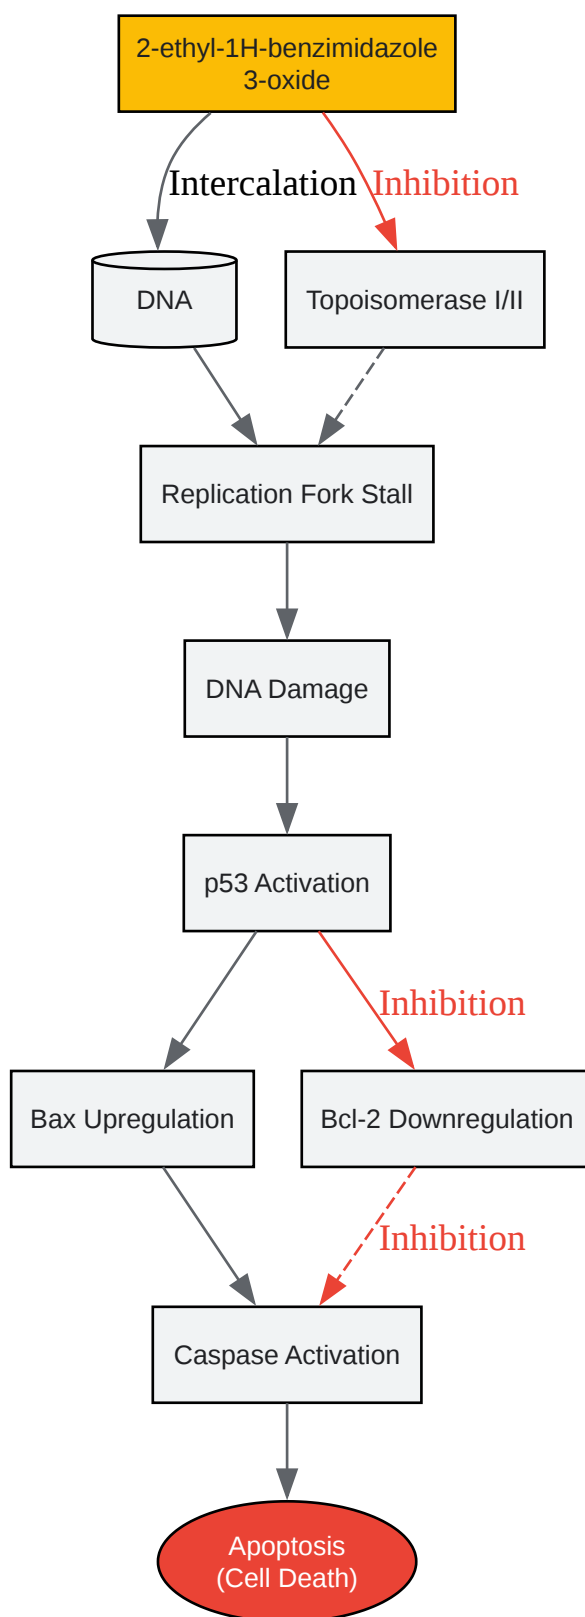 2-ethyl-1H-benzimidazole
3-oxide
Intercalation
Inhibition
DNA
Topoisomerase I/II
Replication Fork Stall
DNA Damage
p53 Activation
Inhibition
Bax Upregulation
Bcl-2 Downregulation
Inhibition
Caspase Activation
Apoptosis
(Cell Death)